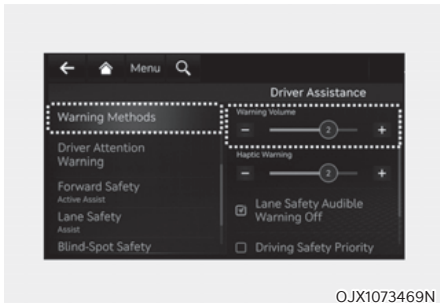 Menu
Driver Assistance
Warning Methods
Warning Volume
- 2 +
Driver Attention
Warning
Haptic Warning
- 2 +
Forward Safety
Active Assist
Lane Safety Audible
Warning Off
Lane Safety
Assist
Blind-Spot Safety
Driving Safety Priority
OJX1073469N